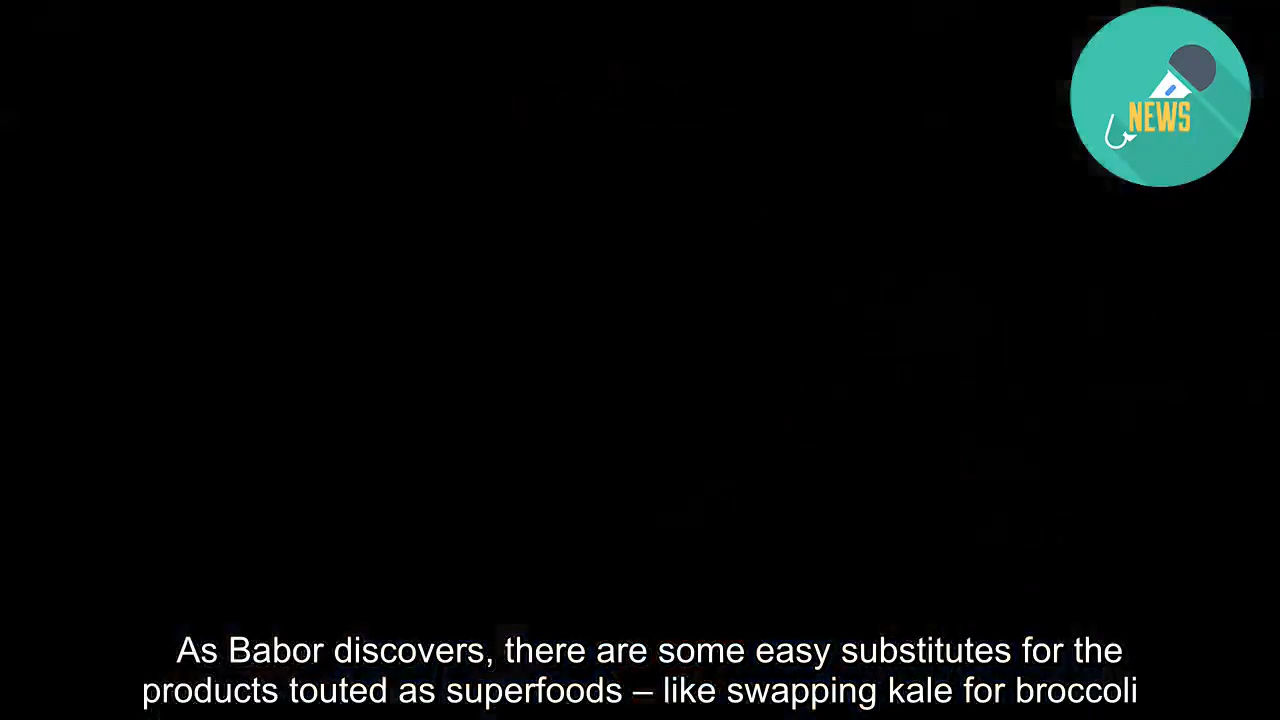 NEWS
As Babor discovers, there are some easy substitutes for the
products touted as superfoods – like swapping kale for broccoli